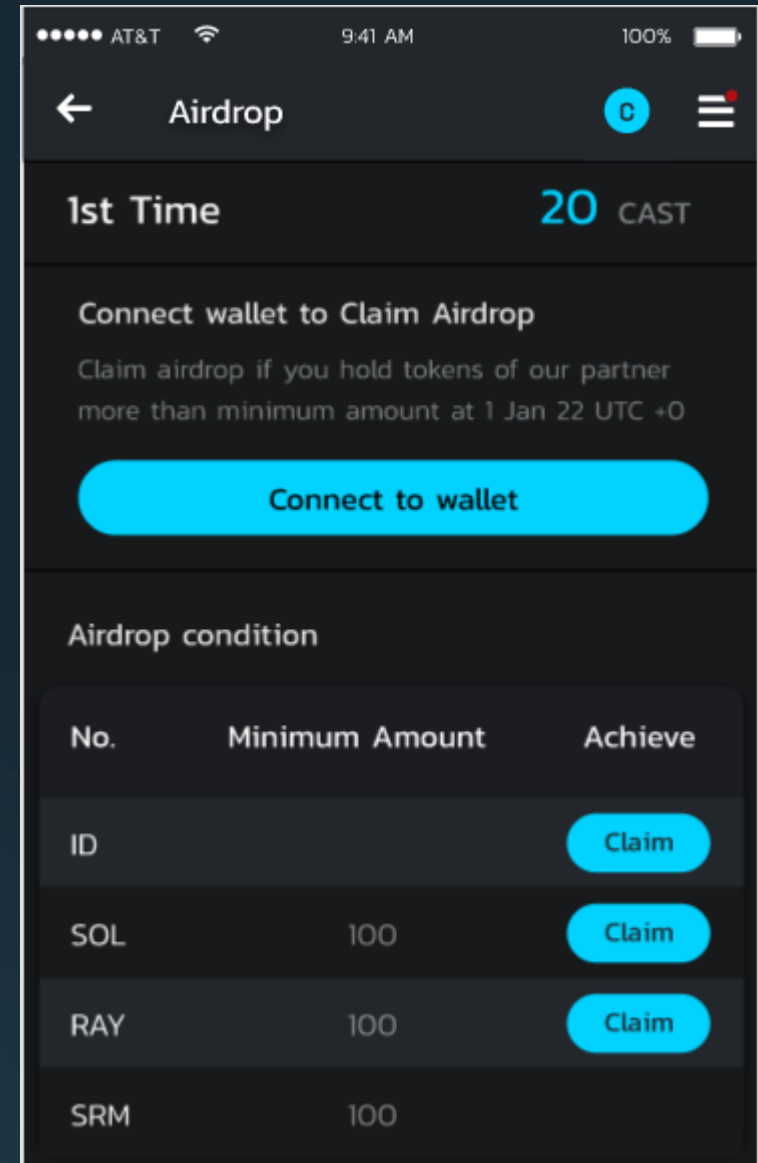 AT&T 9:41 AM 100%
Airdrop C
1st Time 20 CAST
Connect wallet to Claim Airdrop
Claim airdrop if you hold tokens of our partner
more than minimum amount at 1 Jan 22 UTC +0
Connect to wallet
Airdrop condition
No. Minimum Amount Achieve
ID Claim
SOL 100 Claim
RAY 100 Claim
SRM 100